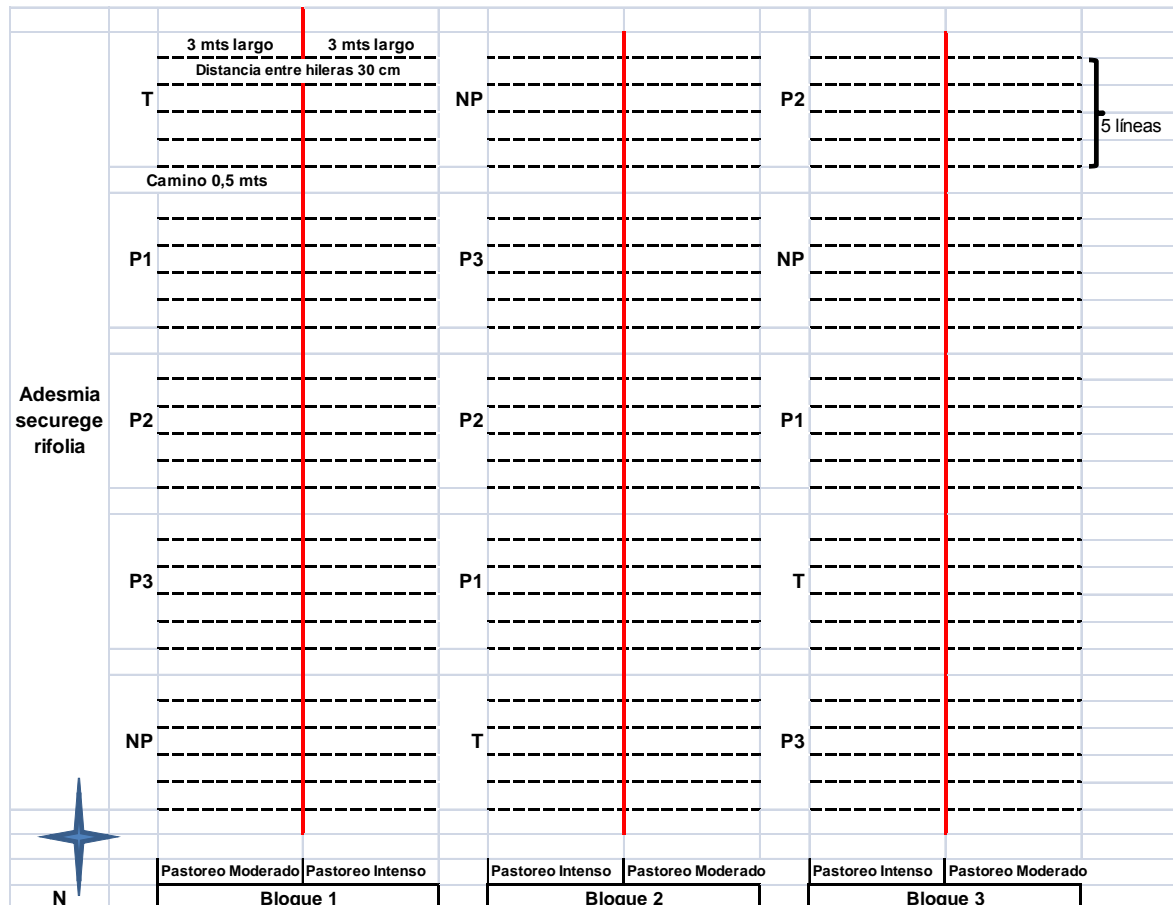 3 mts largo 3 mts largo
Distancia entre hileras 30 cm
T NP P2
5 líneas
Camino 0,5 mts
P1 P3 NP
Adesmia
securege
rifolia
P2 P2 P1
P3 P1 T
NP T P3
Pastoreo Moderado Pastoreo Intenso Pastoreo Intenso Pastoreo Moderado Pastoreo Intenso Pastoreo Moderado
N Bloque 1 Bloque 2 Bloque 3